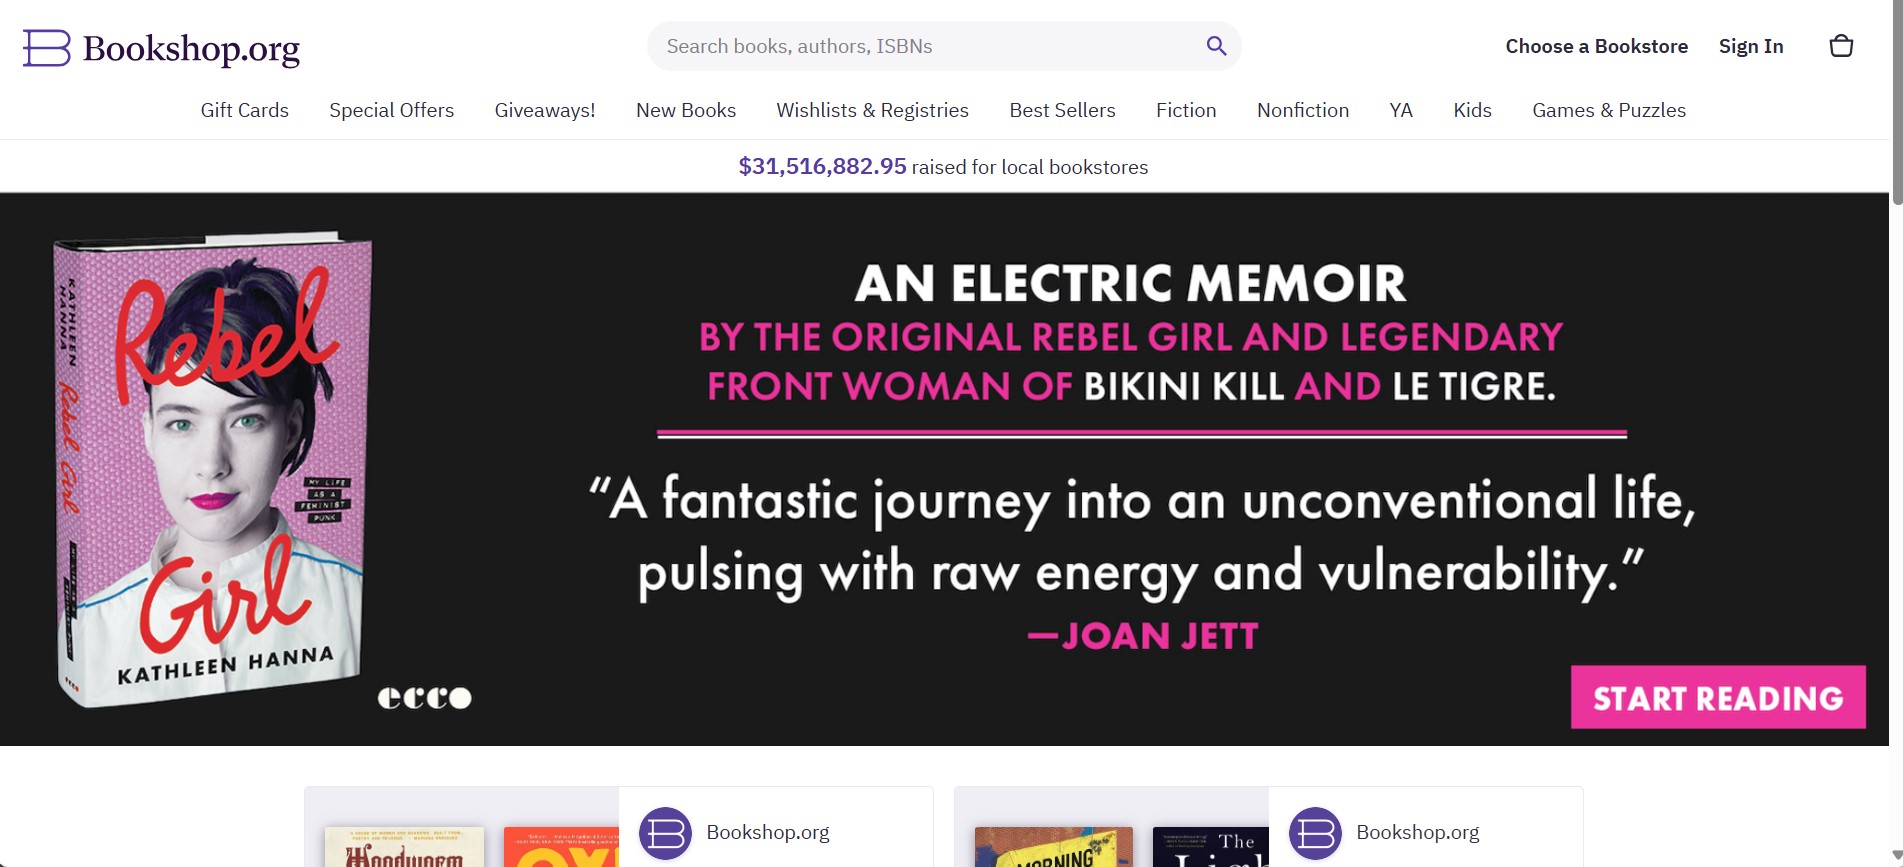 Bookshop.org
Search books, authors, ISBNs
Choose a Bookstore
Sign In
Gift Cards
Special Offers
Giveaways!
New Books
Wishlists & Registries
Best Sellers
Fiction
Nonfiction
YA
Kids
Games & Puzzles
$31,516,882.95 raised for local bookstores
KATHLEEN HANNA
Rebel Girl
Rebel
MY LIFE
AS A
FEMINIST
PUNK
Girl
KATHLEEN HANNA
ecco
AN ELECTRIC MEMOIR
BY THE ORIGINAL REBEL GIRL AND LEGENDARY
FRONT WOMAN OF BIKINI KILL AND LE TIGRE.
“A fantastic journey into an unconventional life,
pulsing with raw energy and vulnerability.”
—JOAN JETT
START READING
Woodworm
Bookshop.org
MORNING
The
Bookshop.org